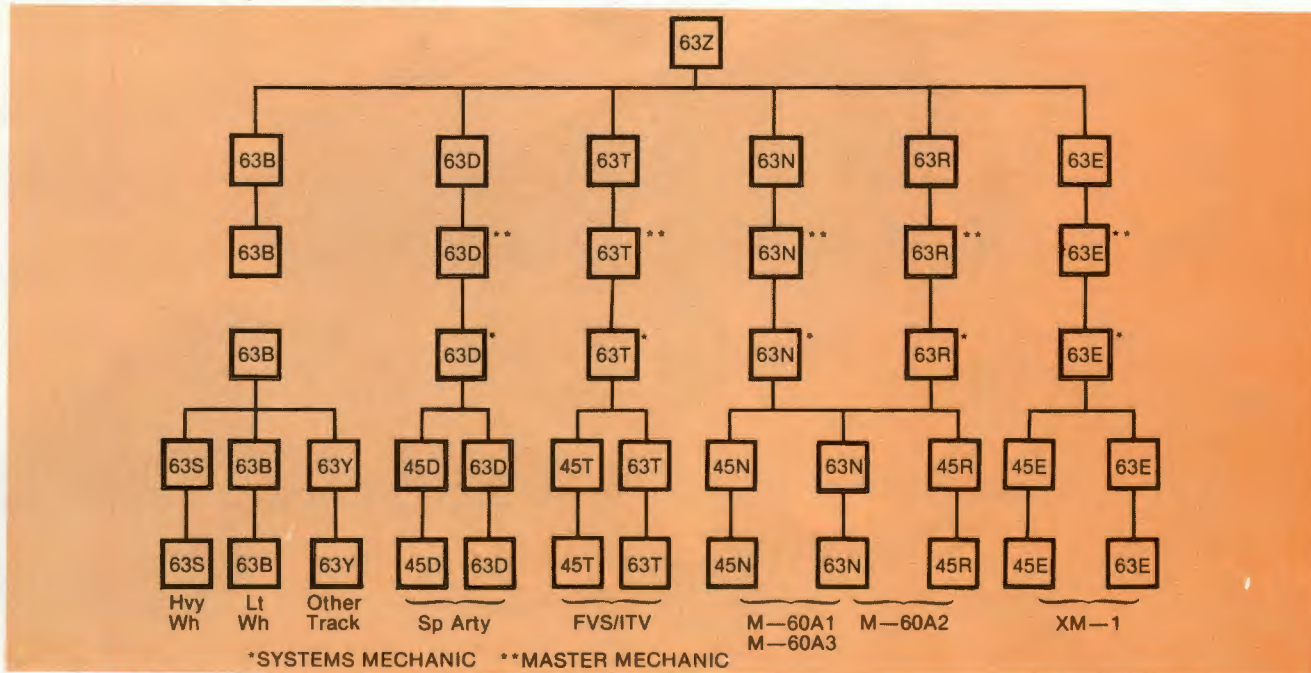 63Z
63B 63D 63T 63N 63R 63E
63B 63D** 63T** 63N** 63R** 63E**
63B 63D* 63T* 63N* 63R* 63E*
63S 63B 63Y 45D 63D 45T 63T 45N 63N 45R 45E 63E
63S 63B 63Y 45D 63D 45T 63T 45N 63N 45R 45E 63E
Hvy Lt Other
Wh Wh Track Sp Arty FVS/ITV M—60A1 M—60A2 XM—1
M—60A3
*SYSTEMS MECHANIC **MASTER MECHANIC